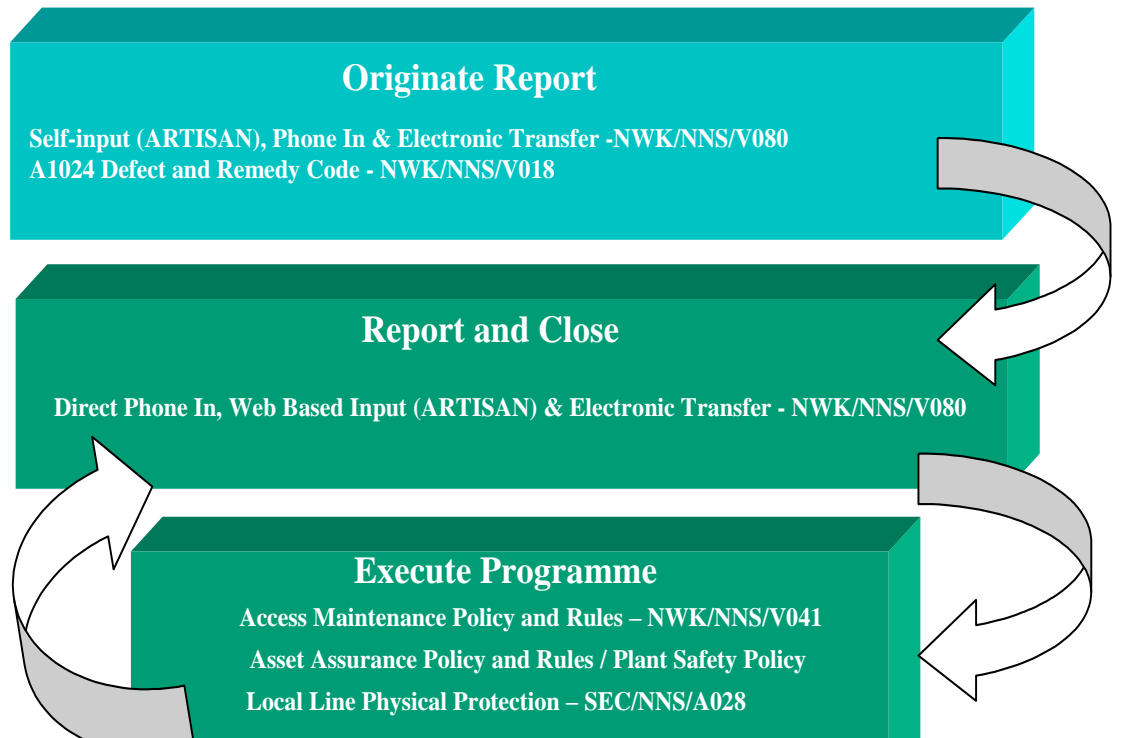 Originate Report
Self-input (ARTISAN), Phone In & Electronic Transfer -NWK/NNS/V080
A1024 Defect and Remedy Code - NWK/NNS/V018
Report and Close
Direct Phone In, Web Based Input (ARTISAN) & Electronic Transfer - NWK/NNS/V080
Execute Programme
Access Maintenance Policy and Rules – NWK/NNS/V041
Asset Assurance Policy and Rules / Plant Safety Policy
Local Line Physical Protection – SEC/NNS/A028